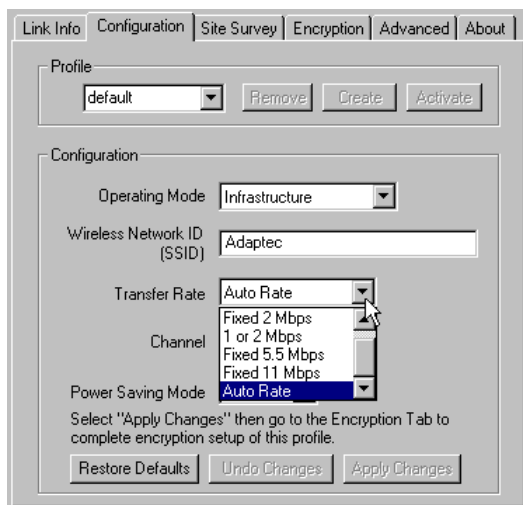 Link Info Configuration Site Survey Encryption Advanced About
Profile
default Remove Create Activate
Configuration
Operating Mode Infrastructure
Wireless Network ID
(SSID) Adaptec
Transfer Rate Auto Rate
Fixed 2 Mbps
1 or 2 Mbps
Channel
Fixed 5.5 Mbps
Fixed 11 Mbps
Power Saving Mode Auto Rate
Select "Apply Changes" then go to the Encryption Tab to
complete encryption setup of this profile.
Restore Defaults Undo Changes Apply Changes